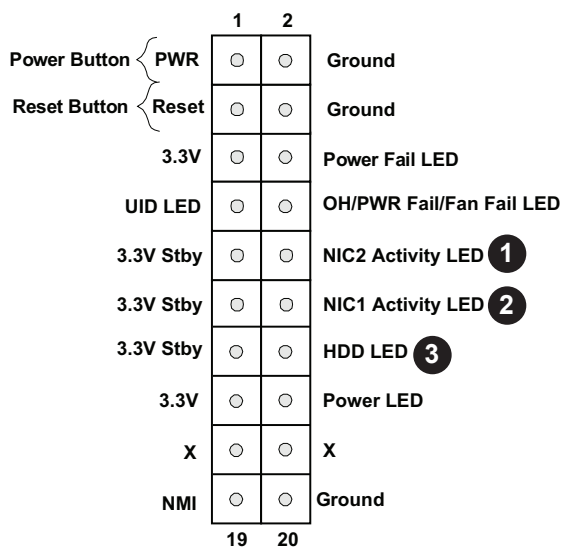 1 2
Power Button PWR Ground
Reset Button Reset Ground
3.3V Power Fail LED
UID LED OH/PWR Fail/Fan Fail LED
3.3V Stby NIC2 Activity LED 1
3.3V Stby NIC1 Activity LED 2
3.3V Stby HDD LED 3
3.3V Power LED
X X
NMI Ground
19 20